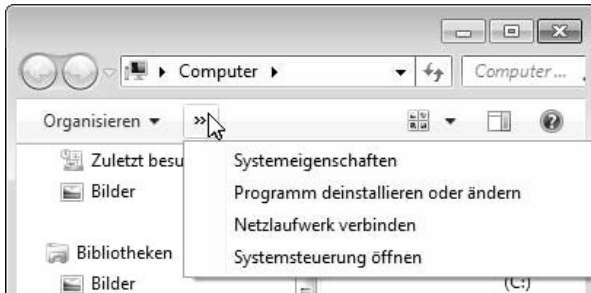 Computer
Computer ...
Organisieren
Zuletzt besu
Systemeigenschaften
Bilder
Programm deinstallieren oder ändern
Netzlaufwerk verbinden
Bibliotheken
Systemsteuerung öffnen
Bilder
(C:)